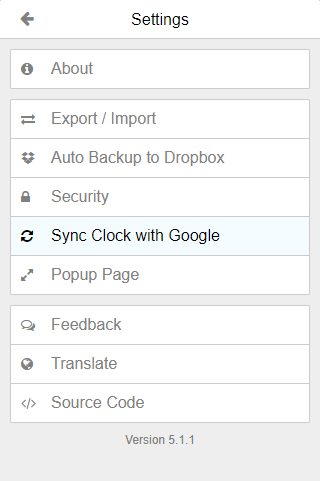 Settings
About
Export / Import
Auto Backup to Dropbox
Security
Sync Clock with Google
Popup Page
Feedback
Translate
Source Code
Version 5.1.1